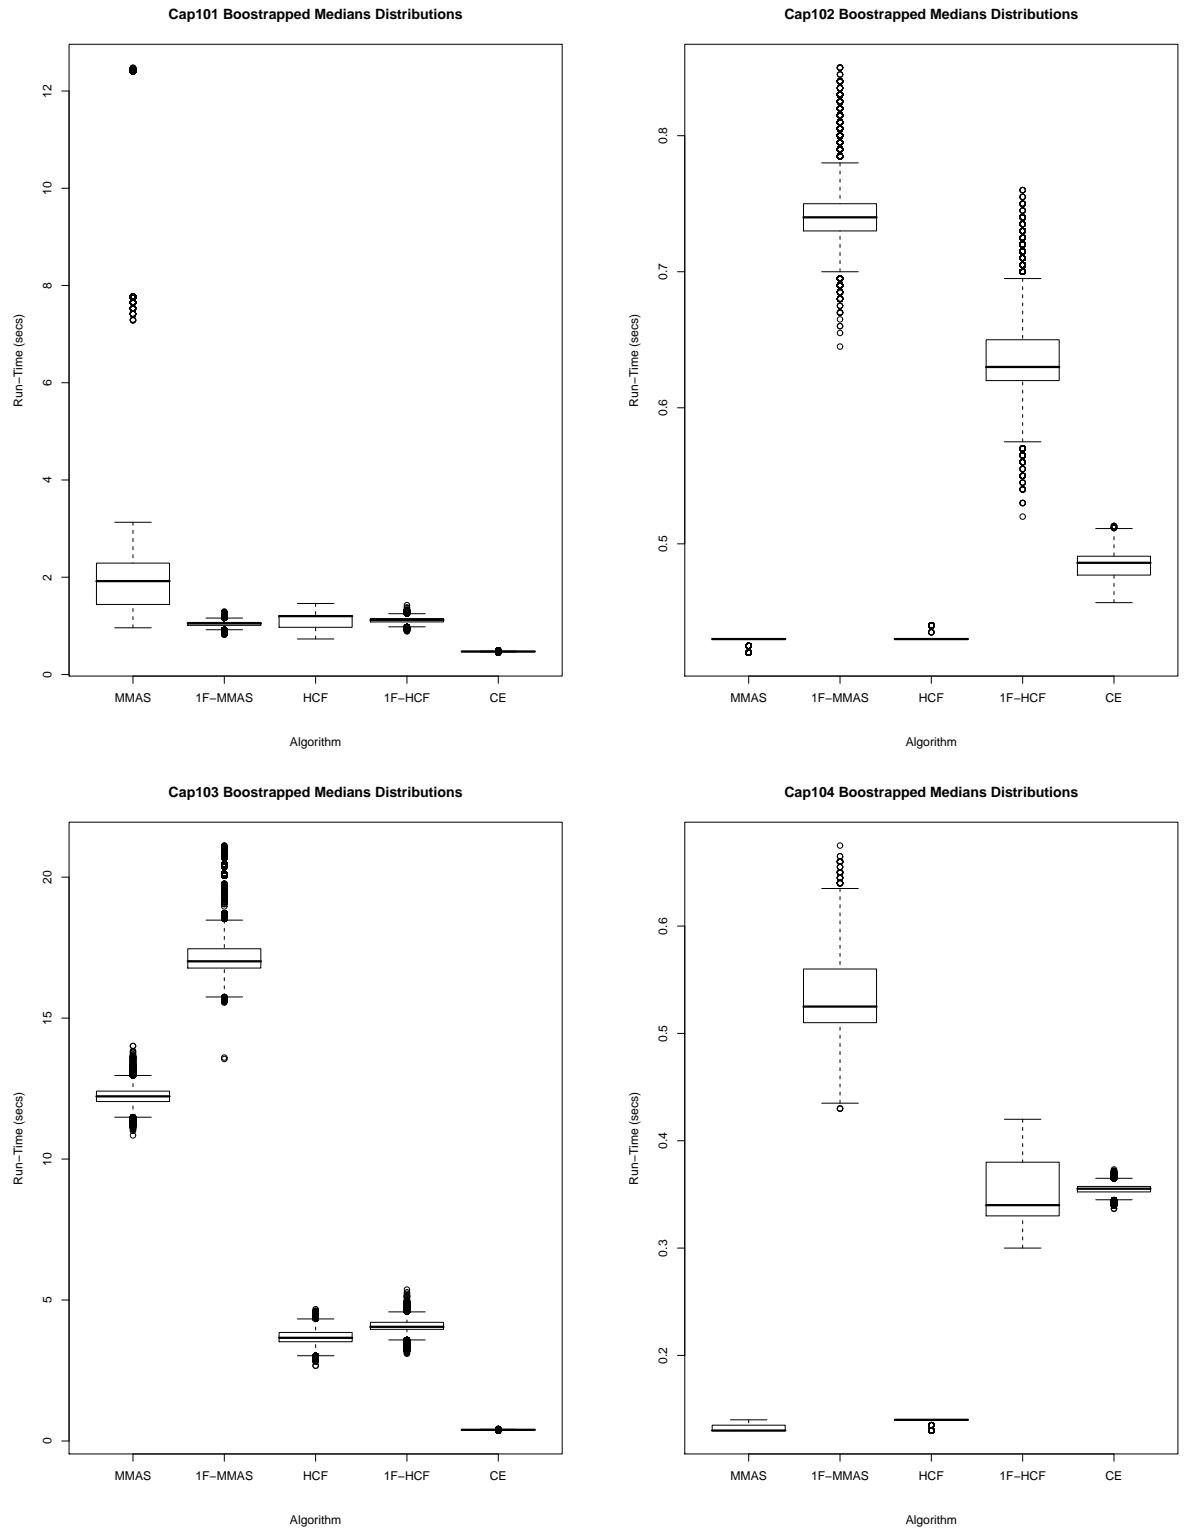 Cap101 Boostrapped Medians Distributions
Run−Time (secs)
12
10
8
6
4
2
0
MMAS 1F−MMAS HCF 1F−HCF CE
Algorithm
Cap102 Boostrapped Medians Distributions
Run−Time (secs)
0.8
0.7
0.6
0.5
MMAS 1F−MMAS HCF 1F−HCF CE
Algorithm
Cap103 Boostrapped Medians Distributions
Run−Time (secs)
20
15
10
5
0
MMAS 1F−MMAS HCF 1F−HCF CE
Algorithm
Cap104 Boostrapped Medians Distributions
Run−Time (secs)
0.6
0.5
0.4
0.3
0.2
MMAS 1F−MMAS HCF 1F−HCF CE
Algorithm